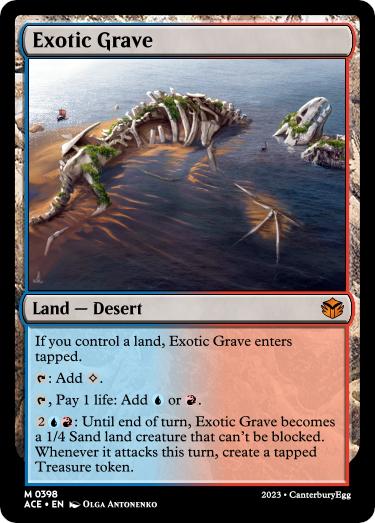 Exotic Grave
Land — Desert
If you control a land, Exotic Grave enters
tapped.
: Add .
, Pay 1 life: Add or .
2 : Until end of turn, Exotic Grave becomes
a 1/4 Sand land creature that can't be blocked.
Whenever it attacks this turn, create a tapped
Treasure token.
M 0398
ACE • EN Olga Antonenko
2023 • CanterburyEgg